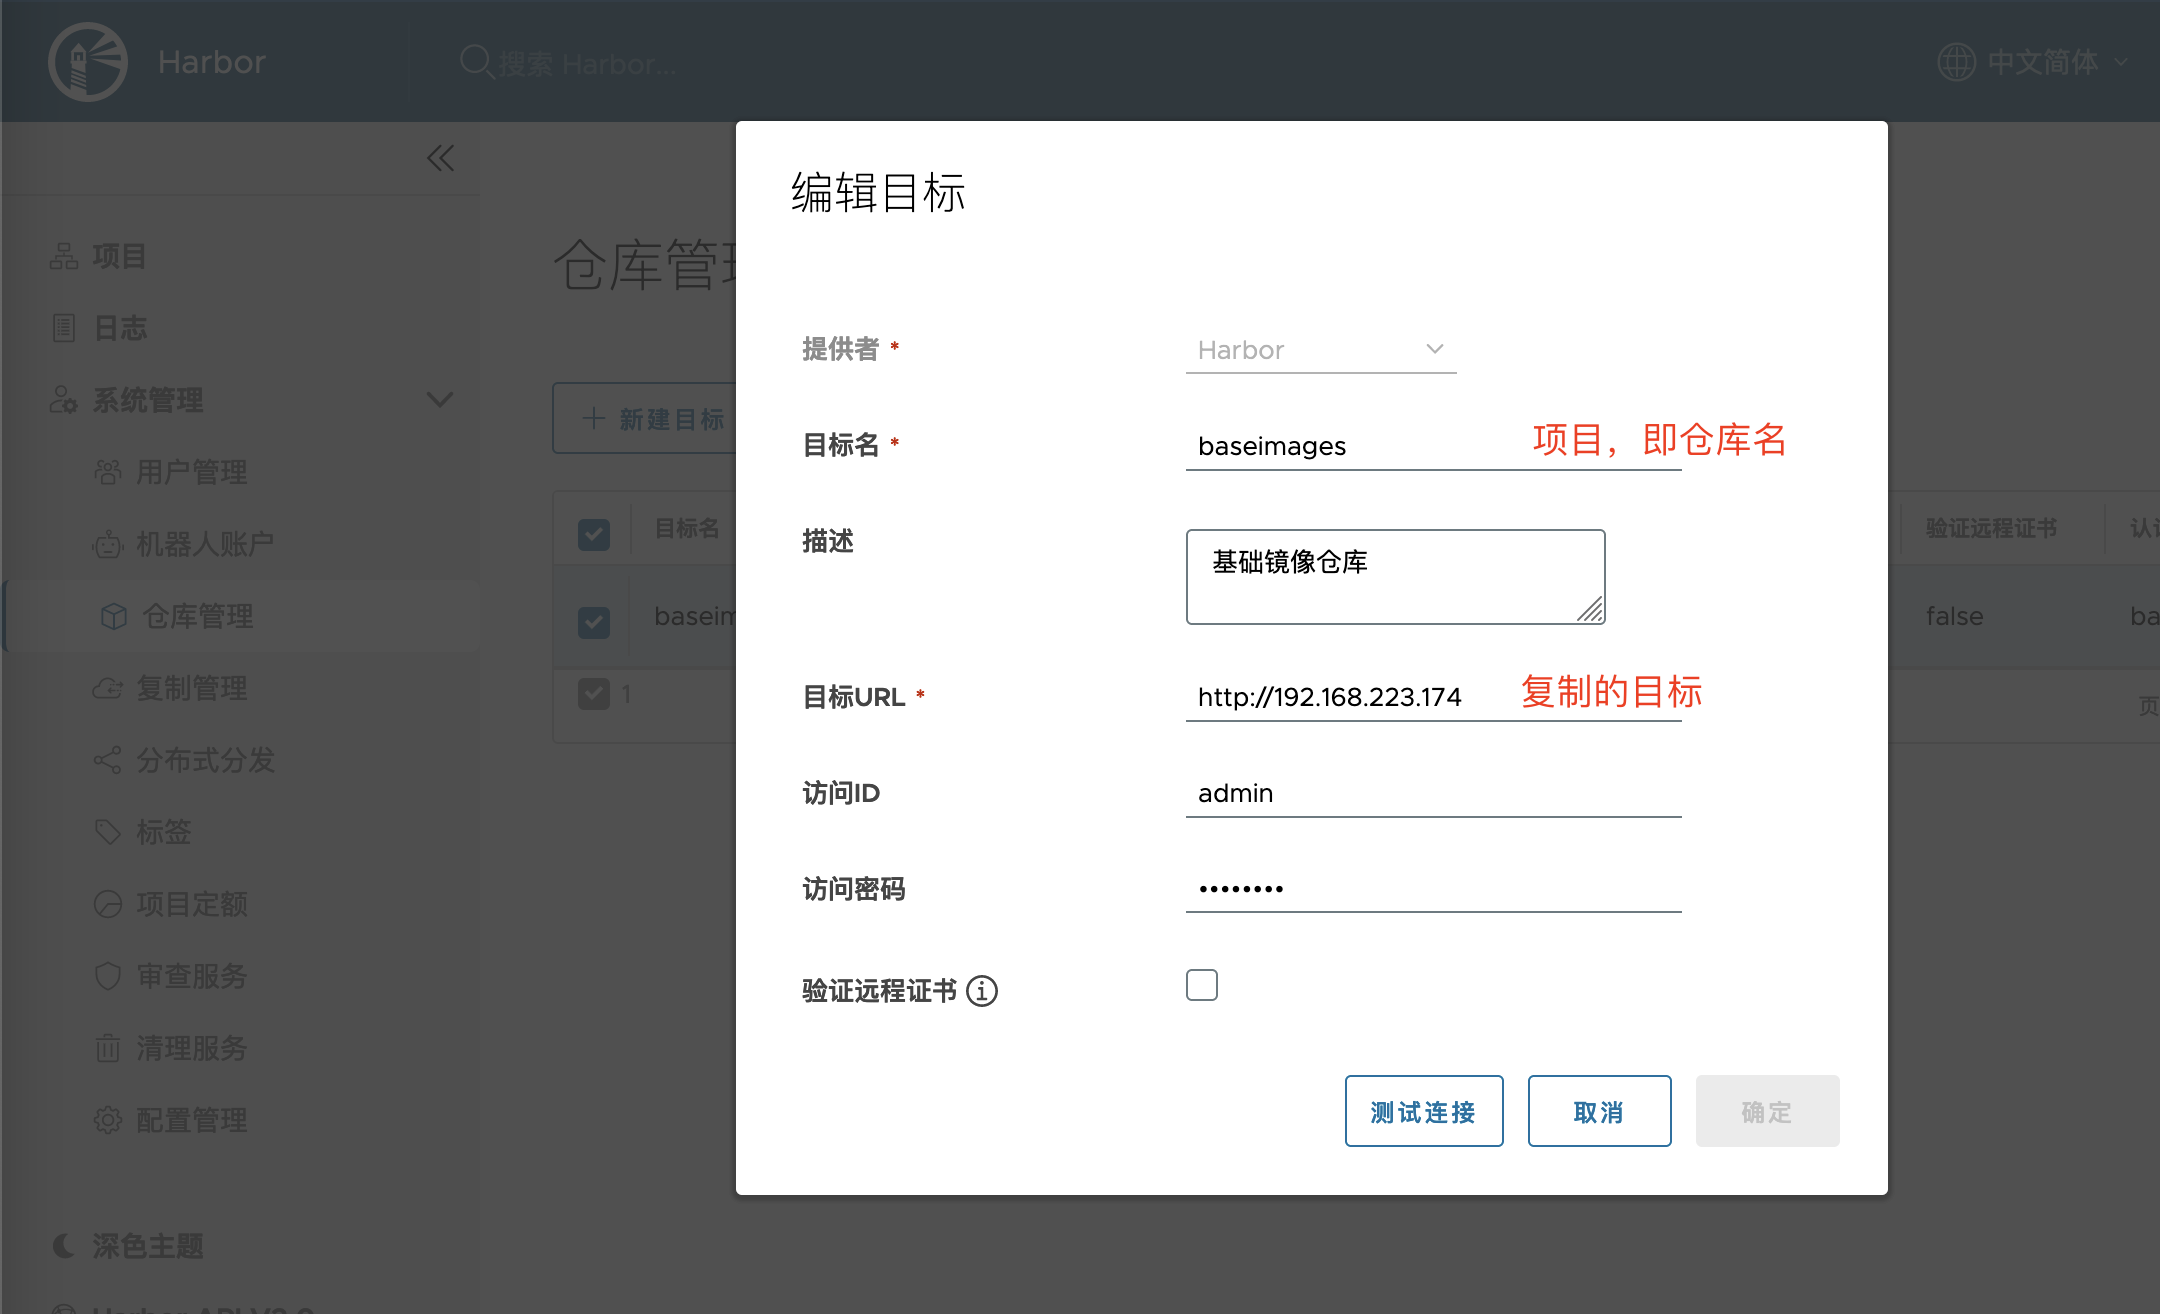 Harbor
搜索 Harbor...
中文简体
项目
日志
系统管理
用户管理
机器人账户
仓库管理
复制管理
分布式分发
标签
项目定额
审查服务
清理服务
配置管理
深色主题
仓库管
新建目标
目标名
验证远程证书
baseim
false
ba
1
页
编辑目标
提供者 *
Harbor
目标名 *
baseimages
项目，即仓库名
描述
基础镜像仓库
目标URL *
http://192.168.223.174
复制的目标
访问ID
admin
访问密码
••••••••
验证远程证书
测试连接
取消
确定